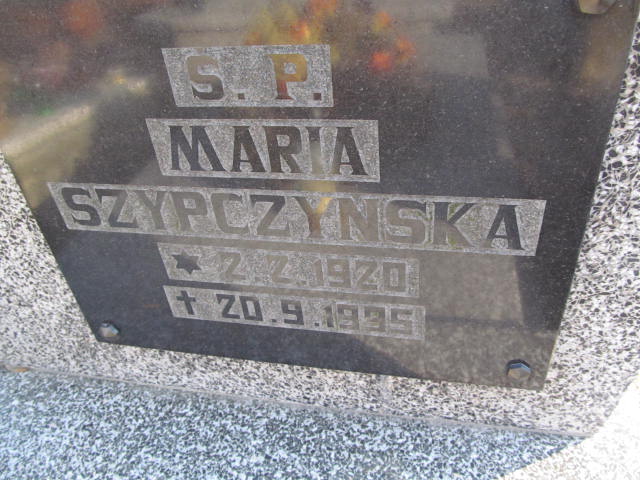 S. P.
MARIA
SZYPCZYNSKA
★ 2.2.1920
✝ 20.9.1995